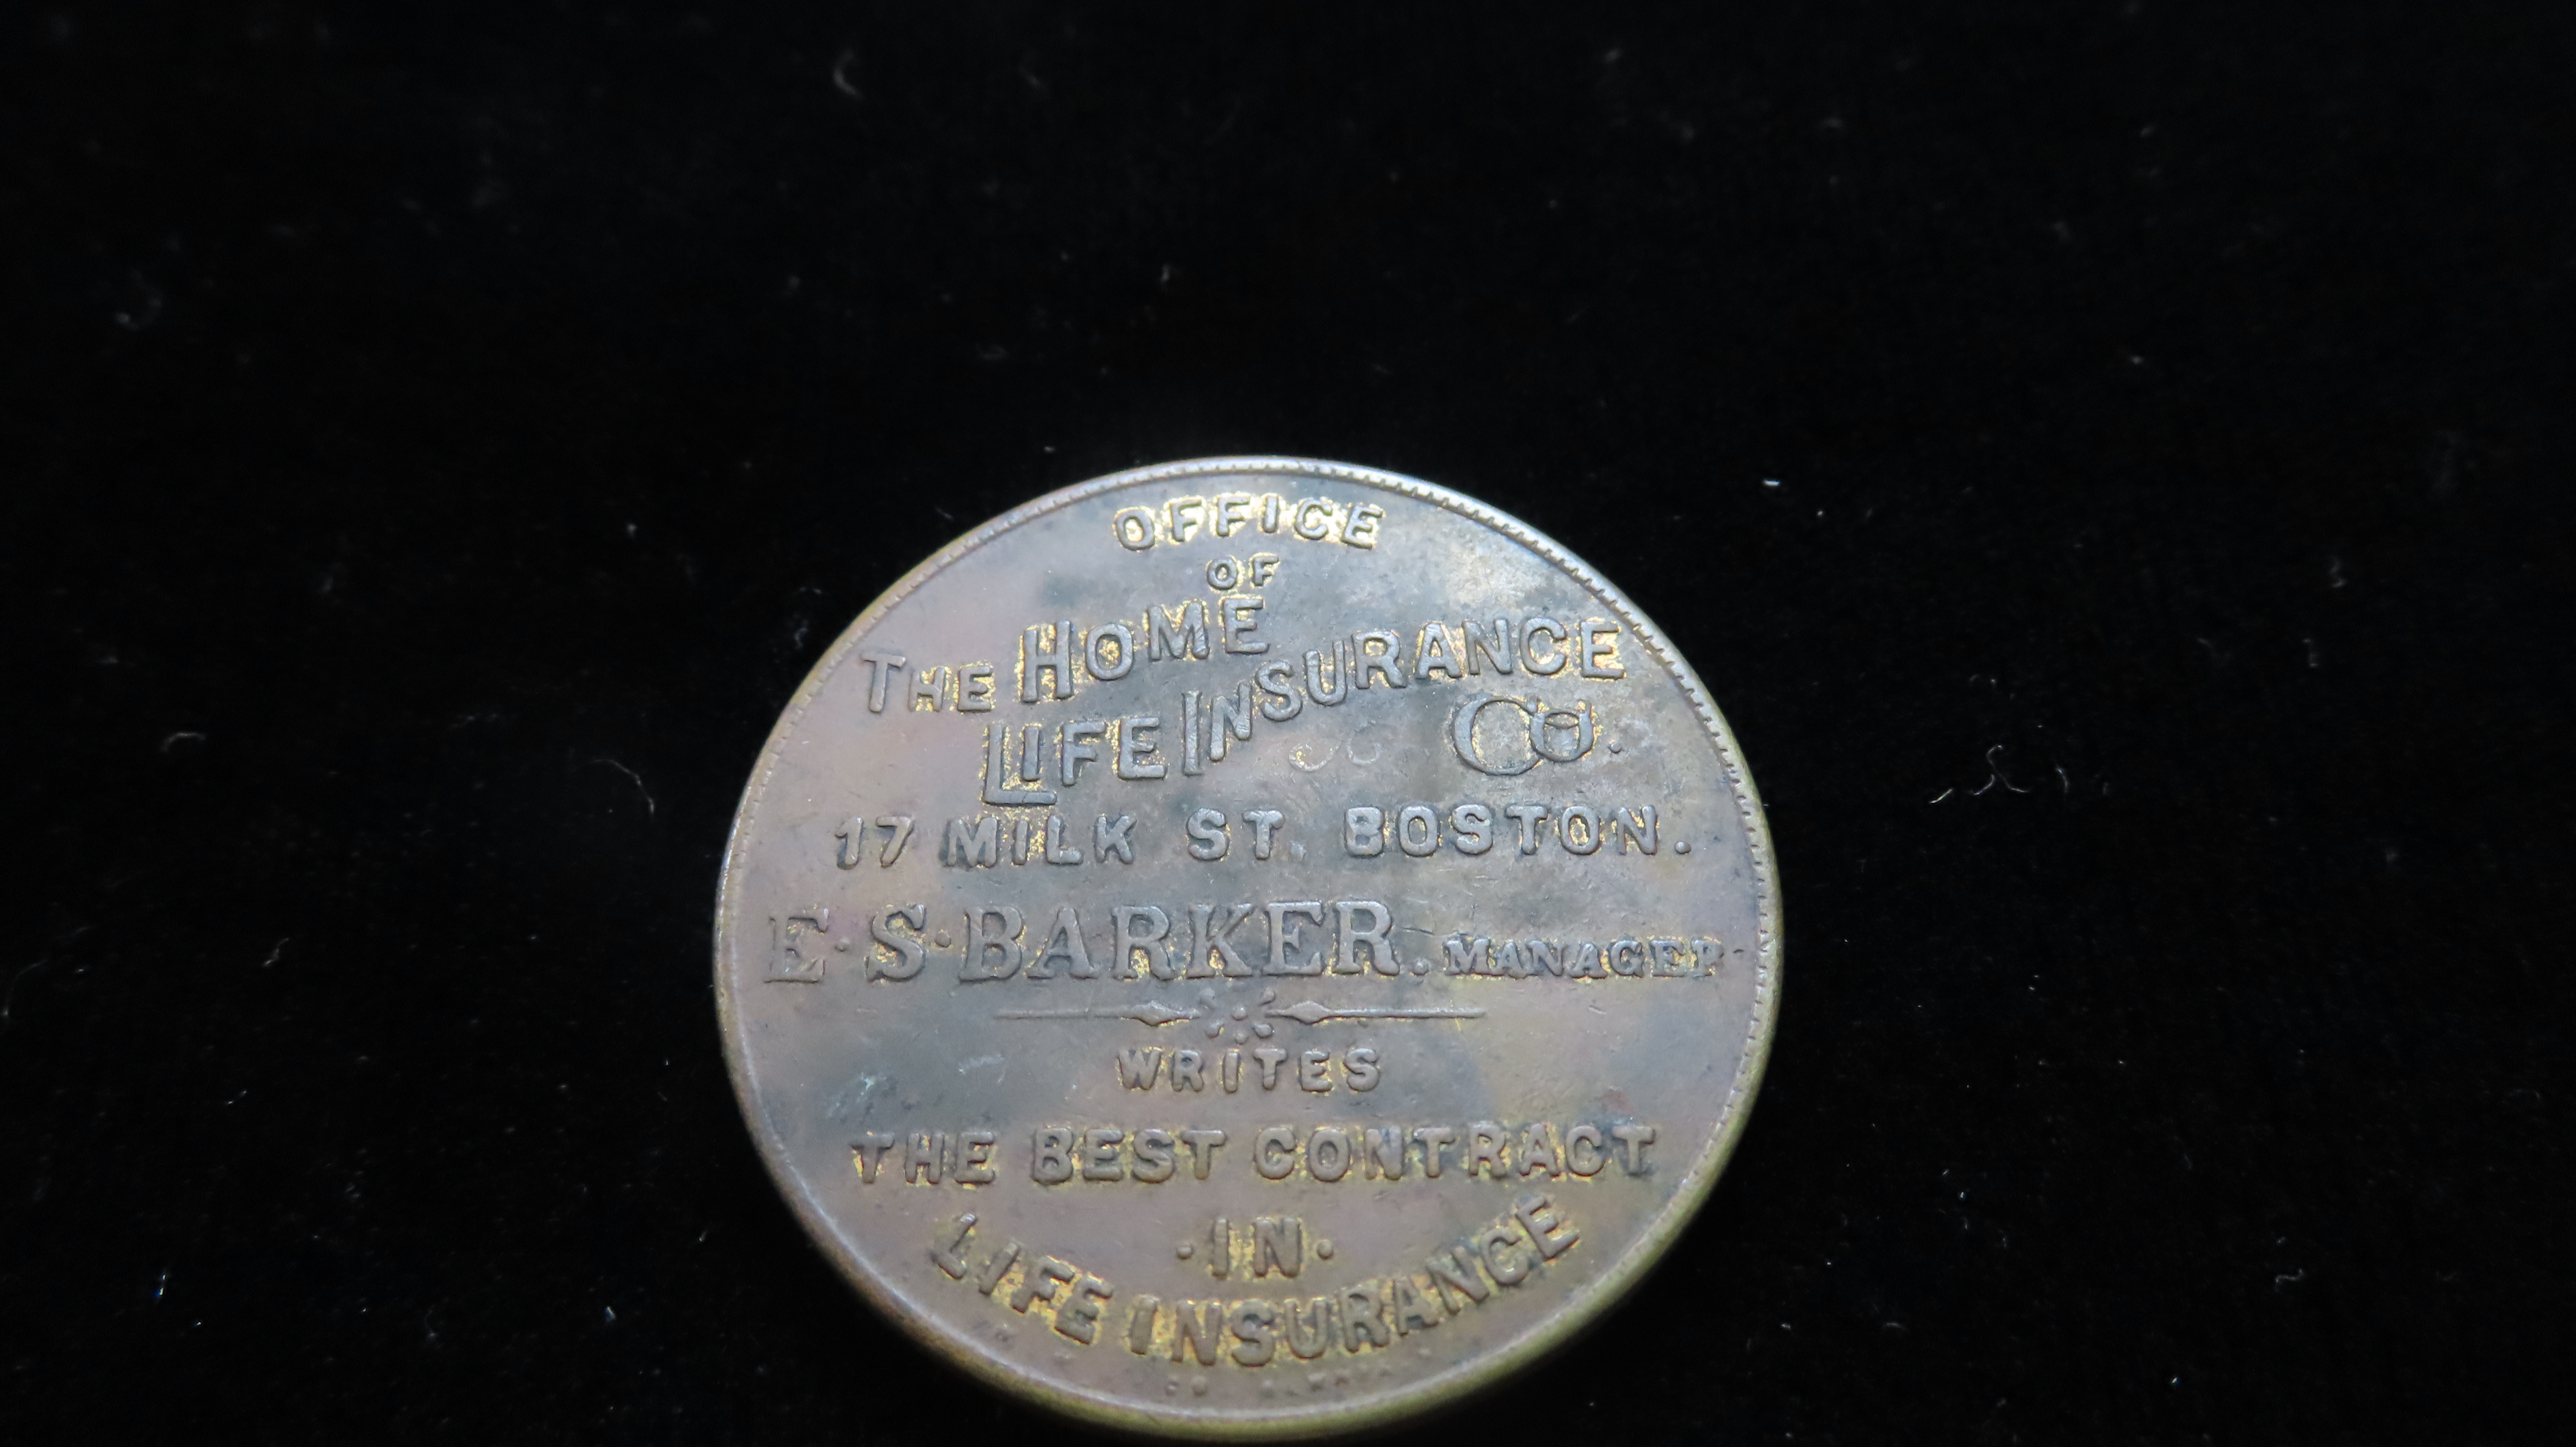 OFFICE
OF
THE HOME
LIFE INSURANCE Co.
17 MILK ST. BOSTON.
E·S·BARKER. MANAGER
WRITES
THE BEST CONTRACT
·IN·
LIFE INSURANCE